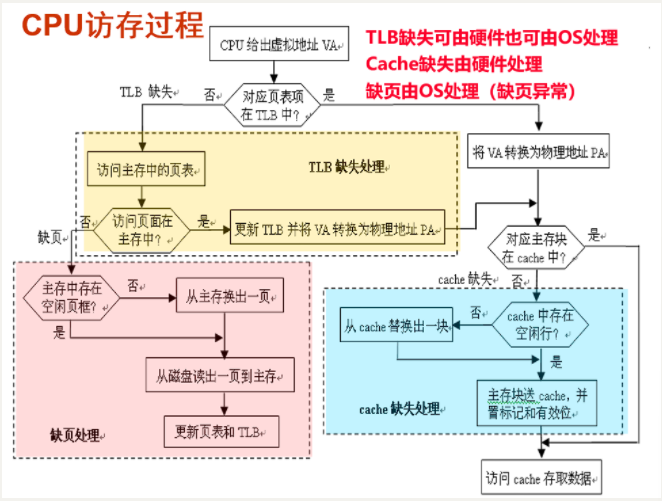 CPU访存过程
CPU 给出虚拟地址 VA
TLB缺失可由硬件也可由OS处理
Cache缺失由硬件处理
缺页由OS处理（缺页异常）
TLB 缺失
否
对应页表项
在 TLB 中?
是
访问主存中的页表
TLB 缺失处理
将 VA 转换为物理地址 PA
缺页
否
访问页面在
主存中?
是
更新 TLB 并将 VA 转换为物理地址 PA
对应主存块
在 cache 中?
是
cache 缺失
否
主存中存在
空闲页框?
否
从主存换出一页
是
从磁盘读出一页到主存
更新页表和 TLB
缺页处理
从 cache 替换出一块
否
cache 中存在
空闲行?
是
主存块送 cache，并
置标记和有效位
cache 缺失处理
访问 cache 存取数据